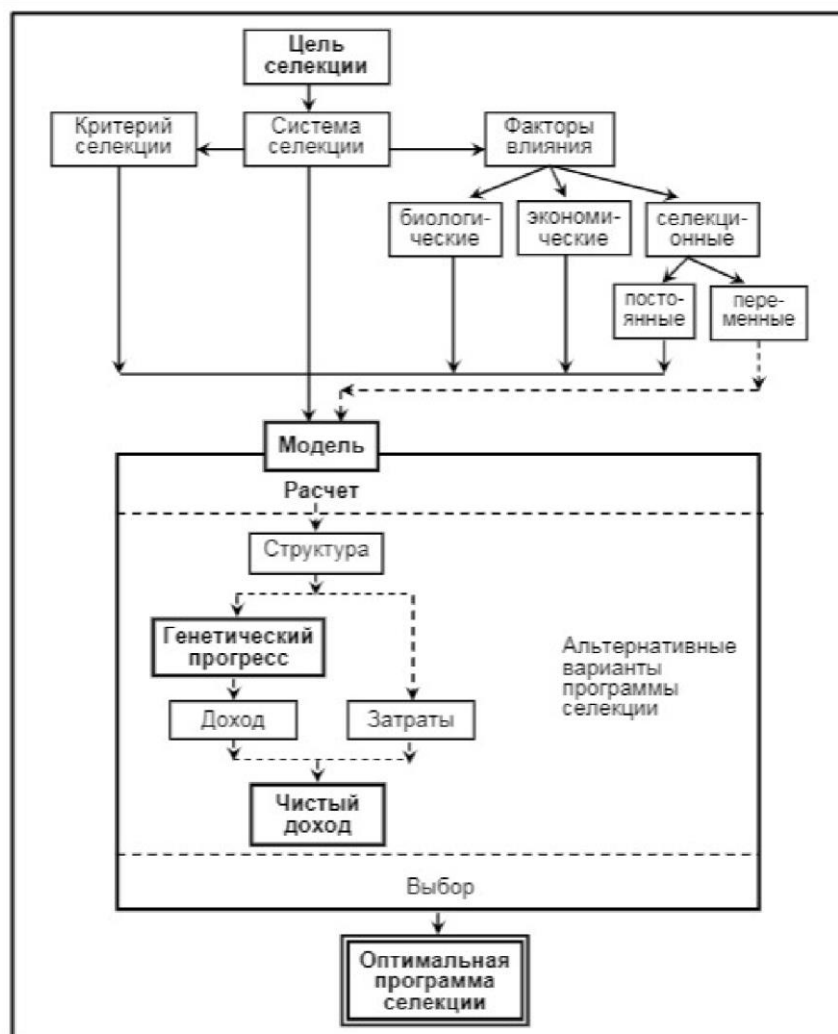 Цель
селекции
Критерий
селекции
Система
селекции
Факторы
влияния
биологи-
ческие
экономи-
ческие
селекци-
онные
посто-
янные
пере-
менные
Модель
Расчет
Структура
Генетический
прогресс
Альтернативные
варианты
программы
селекции
Доход
Затраты
Чистый
доход
Выбор
Оптимальная
программа
селекции